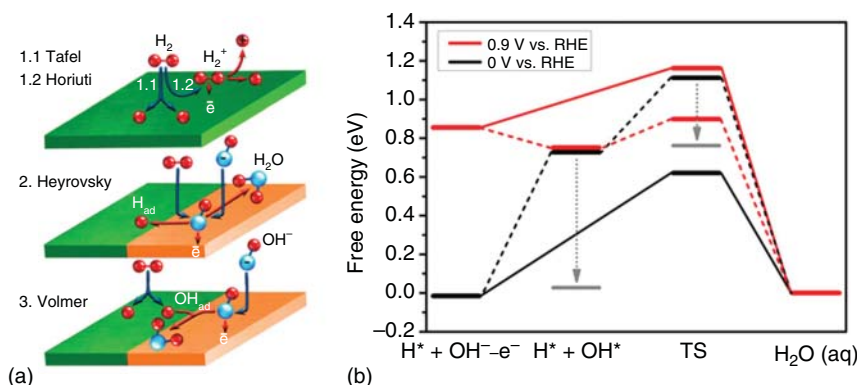 1.1 Tafel
1.2 Horiuti
H₂
H₂⁺
+
1.1
1.2
ē
2. Heyrovsky
H₂O
-
H_ad
ē
3. Volmer
OH⁻
-
OH_ad
ē
(a)
0.9 V vs. RHE
0 V vs. RHE
Free energy (eV)
1.4
1.2
1.0
0.8
0.6
0.4
0.2
0.0
−0.2
H* + OH⁻–e⁻
H* + OH*
TS
H₂O (aq)
(b)